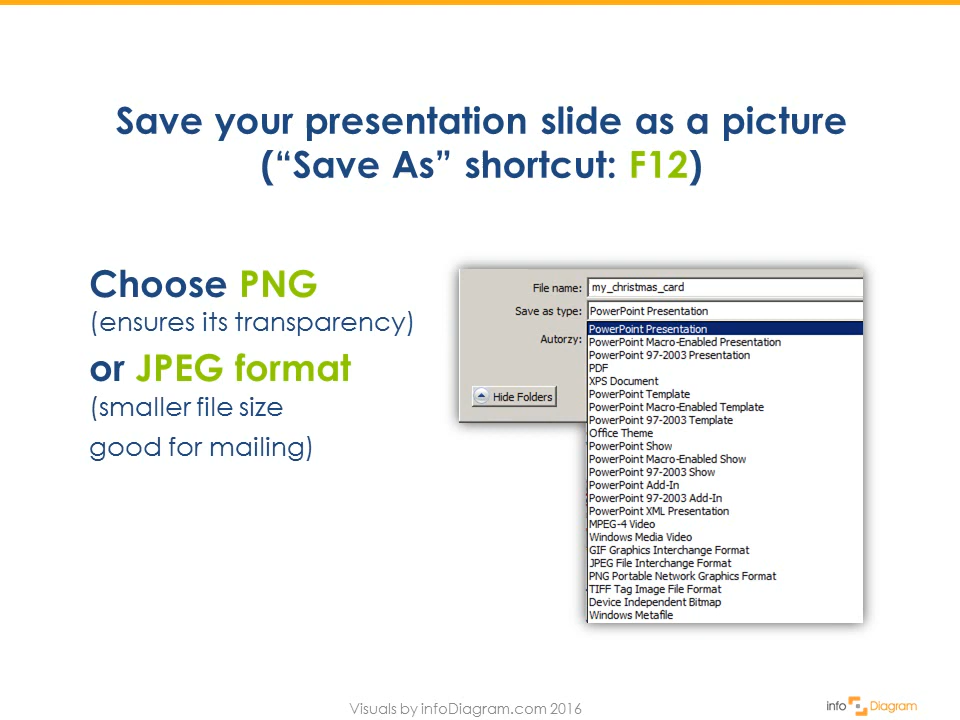 Save your presentation slide as a picture
(“Save As” shortcut: F12)
Choose PNG
(ensures its transparency)
or JPEG format
(smaller file size
good for mailing)
File name: my_christmas_card
Save as type: PowerPoint Presentation
Autorzy:
Hide Folders
PowerPoint Presentation
PowerPoint Macro-Enabled Presentation
PowerPoint 97-2003 Presentation
PDF
XPS Document
PowerPoint Template
PowerPoint Macro-Enabled Template
PowerPoint 97-2003 Template
Office Theme
PowerPoint Show
PowerPoint Macro-Enabled Show
PowerPoint 97-2003 Show
PowerPoint Add-In
PowerPoint 97-2003 Add-In
PowerPoint XML Presentation
MPEG-4 Video
Windows Media Video
GIF Graphics Interchange Format
JPEG File Interchange Format
PNG Portable Network Graphics Format
TIFF Tag Image File Format
Device Independent Bitmap
Windows Metafile
Visuals by infoDiagram.com 2016
info Diagram